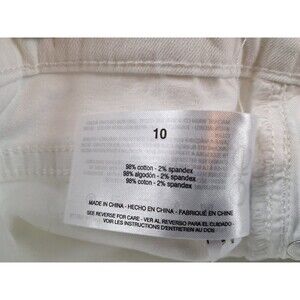 10
98% cotton - 2% spandex
98% algodón - 2% spandex
98% coton - 2% spandex
MADE IN CHINA - HECHO EN CHINA - FABRIQUÉ EN CHINE
SEE REVERSE FOR CARE - VER AL REVERSO PARA EL CUIDADO
VOIR LES INSTRUCTIONS D'ENTRETIEN AU DOS